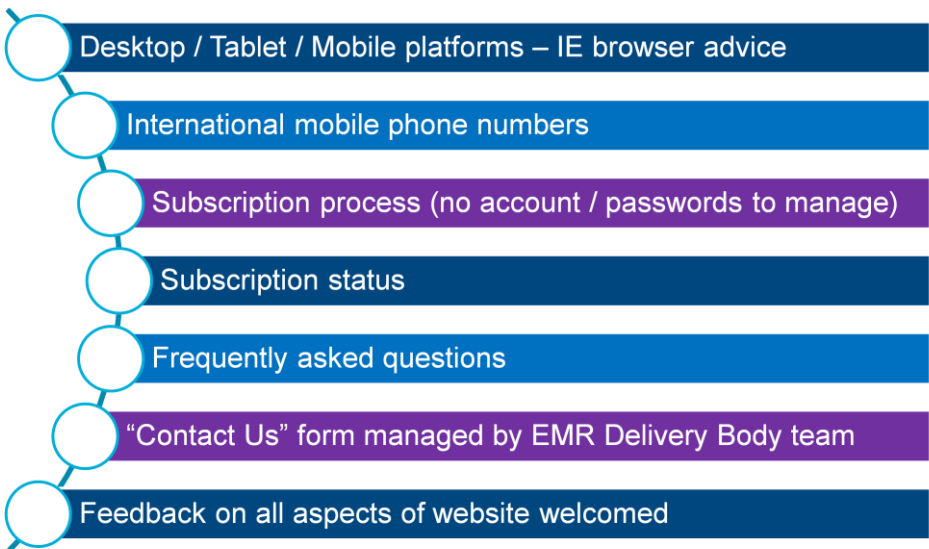 Desktop / Tablet / Mobile platforms – IE browser advice
International mobile phone numbers
Subscription process (no account / passwords to manage)
Subscription status
Frequently asked questions
“Contact Us” form managed by EMR Delivery Body team
Feedback on all aspects of website welcomed